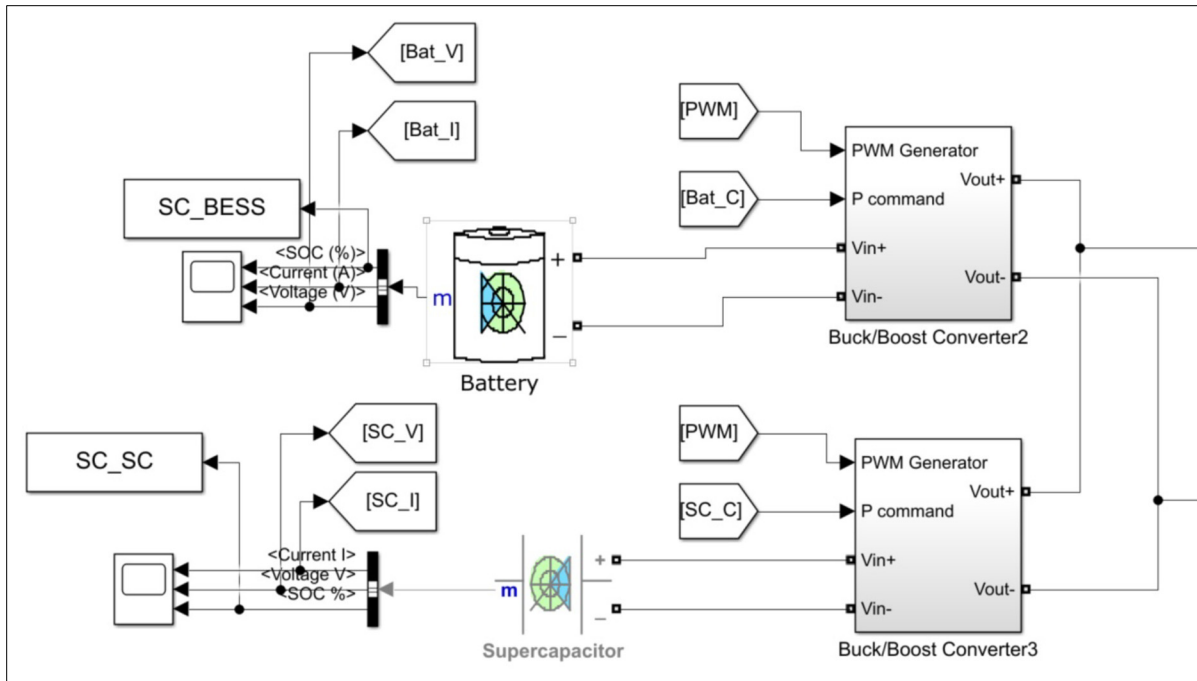 [Bat_V]
[Bat_I]
SC_BESS
<SOC (%)>
<Current (A)>
<Voltage (V)>
m
+
−
Battery
[PWM]
[Bat_C]
PWM Generator
P command
Vin+
Vin-
Vout+
Vout-
Buck/Boost Converter2
[SC_V]
[SC_I]
SC_SC
<Current I>
<Voltage V>
<SOC %>
m
+
−
Supercapacitor
[PWM]
[SC_C]
PWM Generator
P command
Vin+
Vin-
Vout+
Vout-
Buck/Boost Converter3